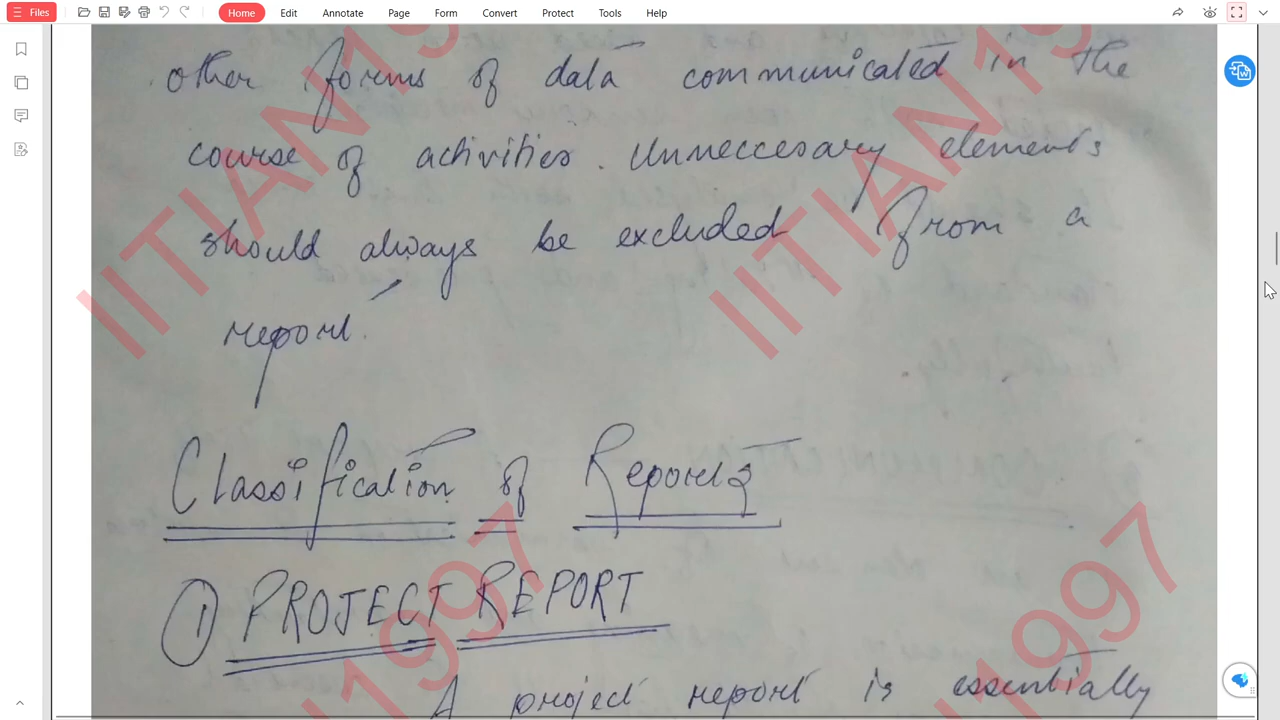 Files
Home Edit Annotate Page Form Convert Protect Tools Help
other forms of data communicated in the
course of activities. Unneccesary elements
should always be excluded from a
report.
Classification of Reports
① PROJECT REPORT
A project report is essentially
IITIAN1997